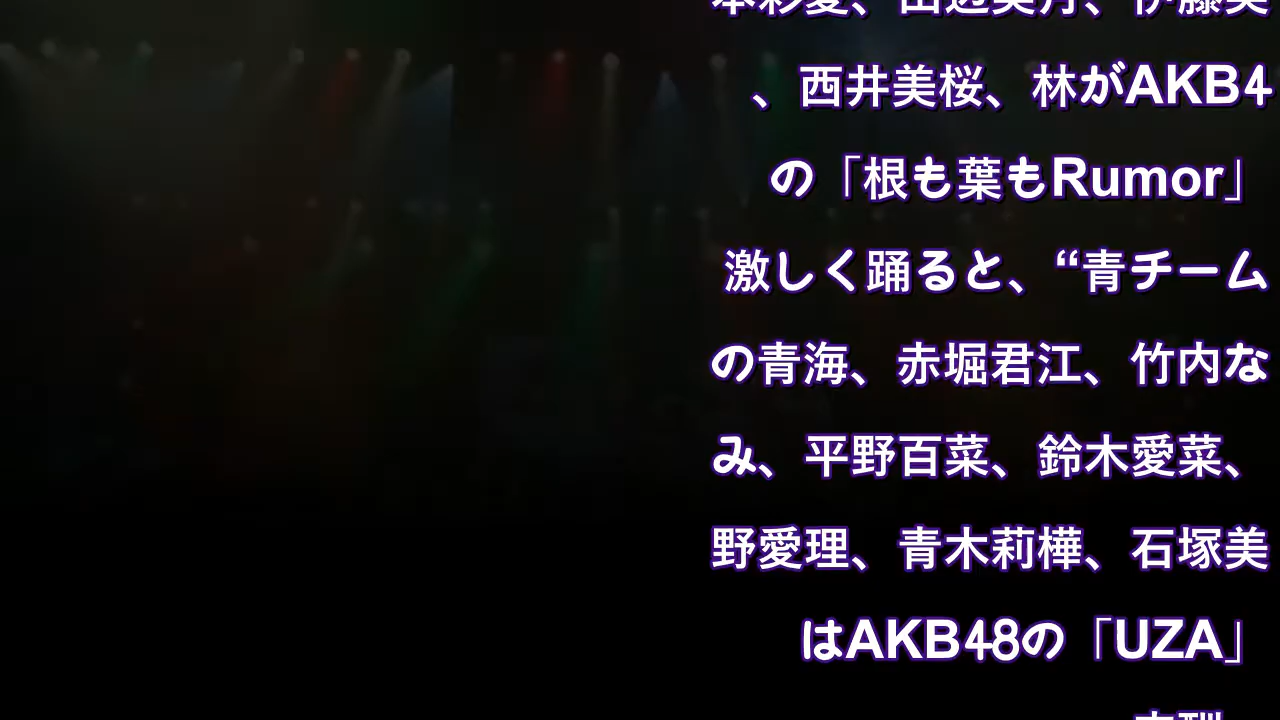 、西井美桜、林がAKB4
の「根も葉もRumor」
激しく踊ると、“青チーム
の青海、赤堀君江、竹内な
み、平野百菜、鈴木愛菜、
野愛理、青木莉樺、石塚美
はAKB48の「UZA」